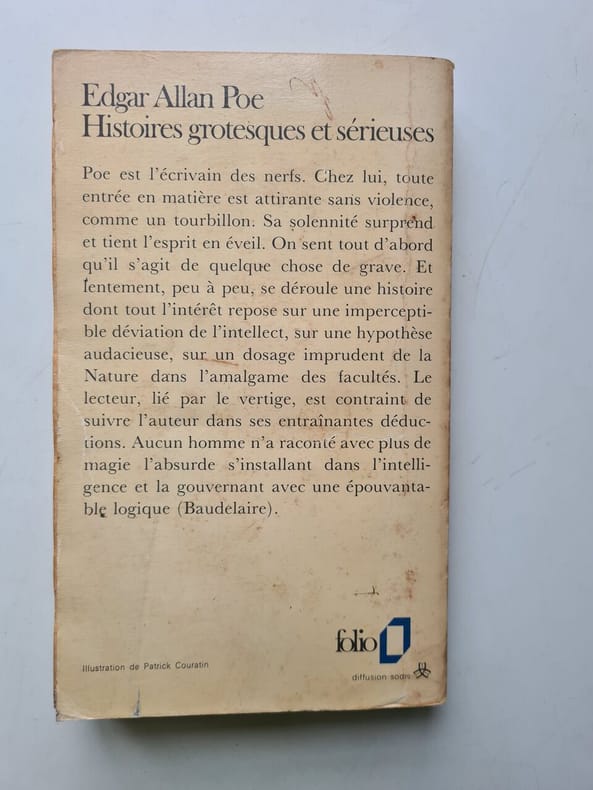 Edgar Allan Poe
Histoires grotesques et sérieuses
Poe est l'écrivain des nerfs. Chez lui, toute
entrée en matière est attirante sans violence,
comme un tourbillon. Sa solennité surprend
et tient l'esprit en éveil. On sent tout d'abord
qu'il s'agit de quelque chose de grave. Et
lentement, peu à peu, se déroule une histoire
dont tout l'intérêt repose sur une impercepti-
ble déviation de l'intellect, sur une hypothèse
audacieuse, sur un dosage imprudent de la
Nature dans l'amalgame des facultés. Le
lecteur, lié par le vertige, est contraint de
suivre l'auteur dans ses entraînantes déduc-
tions. Aucun homme n'a raconté avec plus de
magie l'absurde s'installant dans l'intelli-
gence et la gouvernant avec une épouvanta-
ble logique (Baudelaire).
folio
Illustration de Patrick Couratin
diffusion sodis